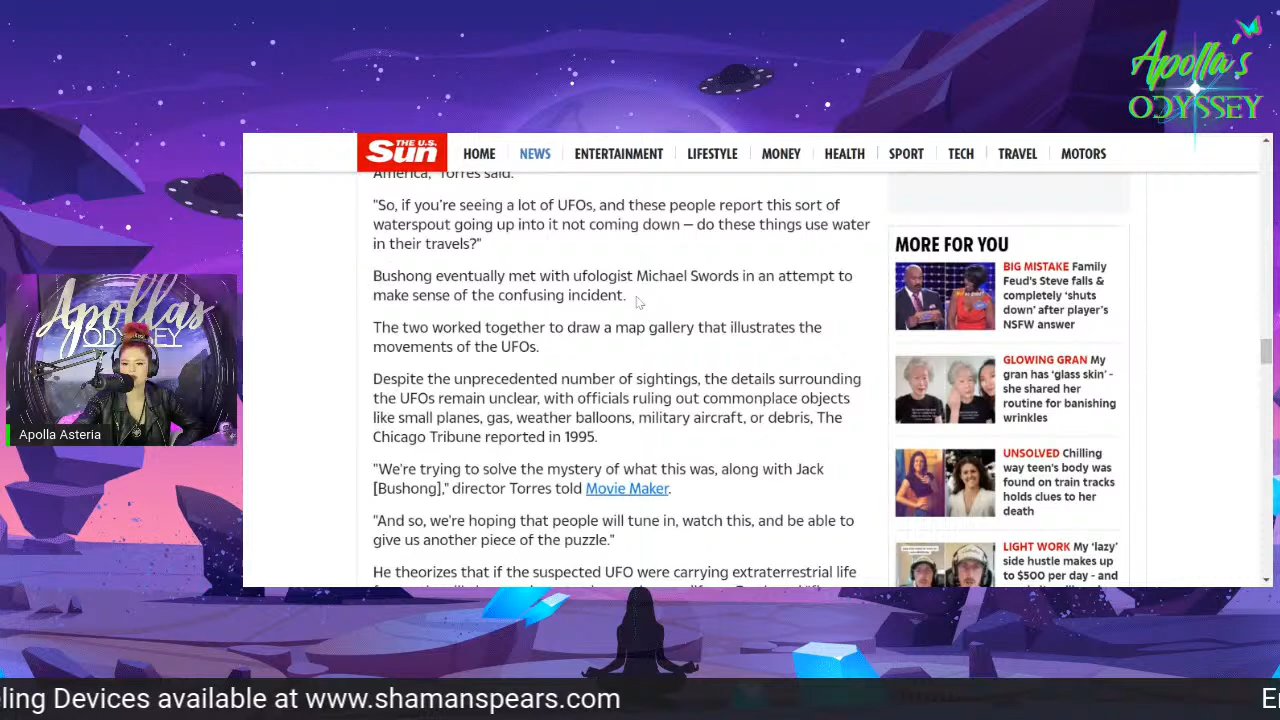 Apolla's
ODYSSEY
THE U.S.
Sun
HOME
NEWS
ENTERTAINMENT
LIFESTYLE
MONEY
HEALTH
SPORT
TECH
TRAVEL
MOTORS
America," Torres said.
"So, if you're seeing a lot of UFOs, and these people report this sort of
waterspout going up into it not coming down – do these things use water
in their travels?"
Bushong eventually met with ufologist Michael Swords in an attempt to
make sense of the confusing incident.
The two worked together to draw a map gallery that illustrates the
movements of the UFOs.
Despite the unprecedented number of sightings, the details surrounding
the UFOs remain unclear, with officials ruling out commonplace objects
like small planes, gas, weather balloons, military aircraft, or debris, The
Chicago Tribune reported in 1995.
"We're trying to solve the mystery of what this was, along with Jack
[Bushong]," director Torres told Movie Maker.
"And so, we're hoping that people will tune in, watch this, and be able to
give us another piece of the puzzle."
He theorizes that if the suspected UFO were carrying extraterrestrial life
MORE FOR YOU
BIG MISTAKE Family
Feud's Steve falls &
completely 'shuts
down' after player's
NSFW answer
GLOWING GRAN My
gran has 'glass skin' -
she shared her
routine for banishing
wrinkles
UNSOLVED Chilling
way teen's body was
found on train tracks
holds clues to her
death
LIGHT WORK My 'lazy'
side hustle makes up
to $500 per day - and
Apollas
ODYSSEY
Apolla Asteria
ling Devices available at www.shamanspears.com